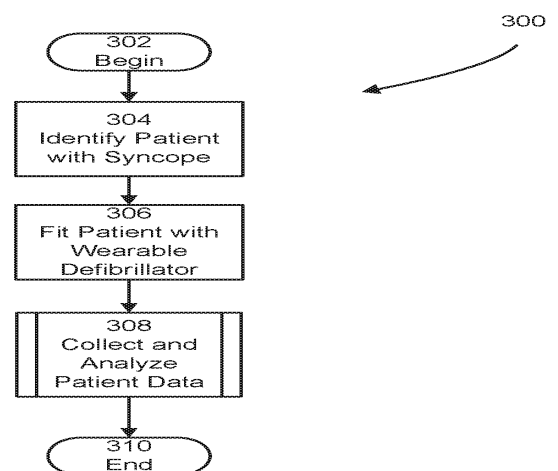 300
302
Begin
304
Identify Patient
with Syncope
306
Fit Patient with
Wearable
Defibrillator
308
Collect and
Analyze
Patient Data
310
End